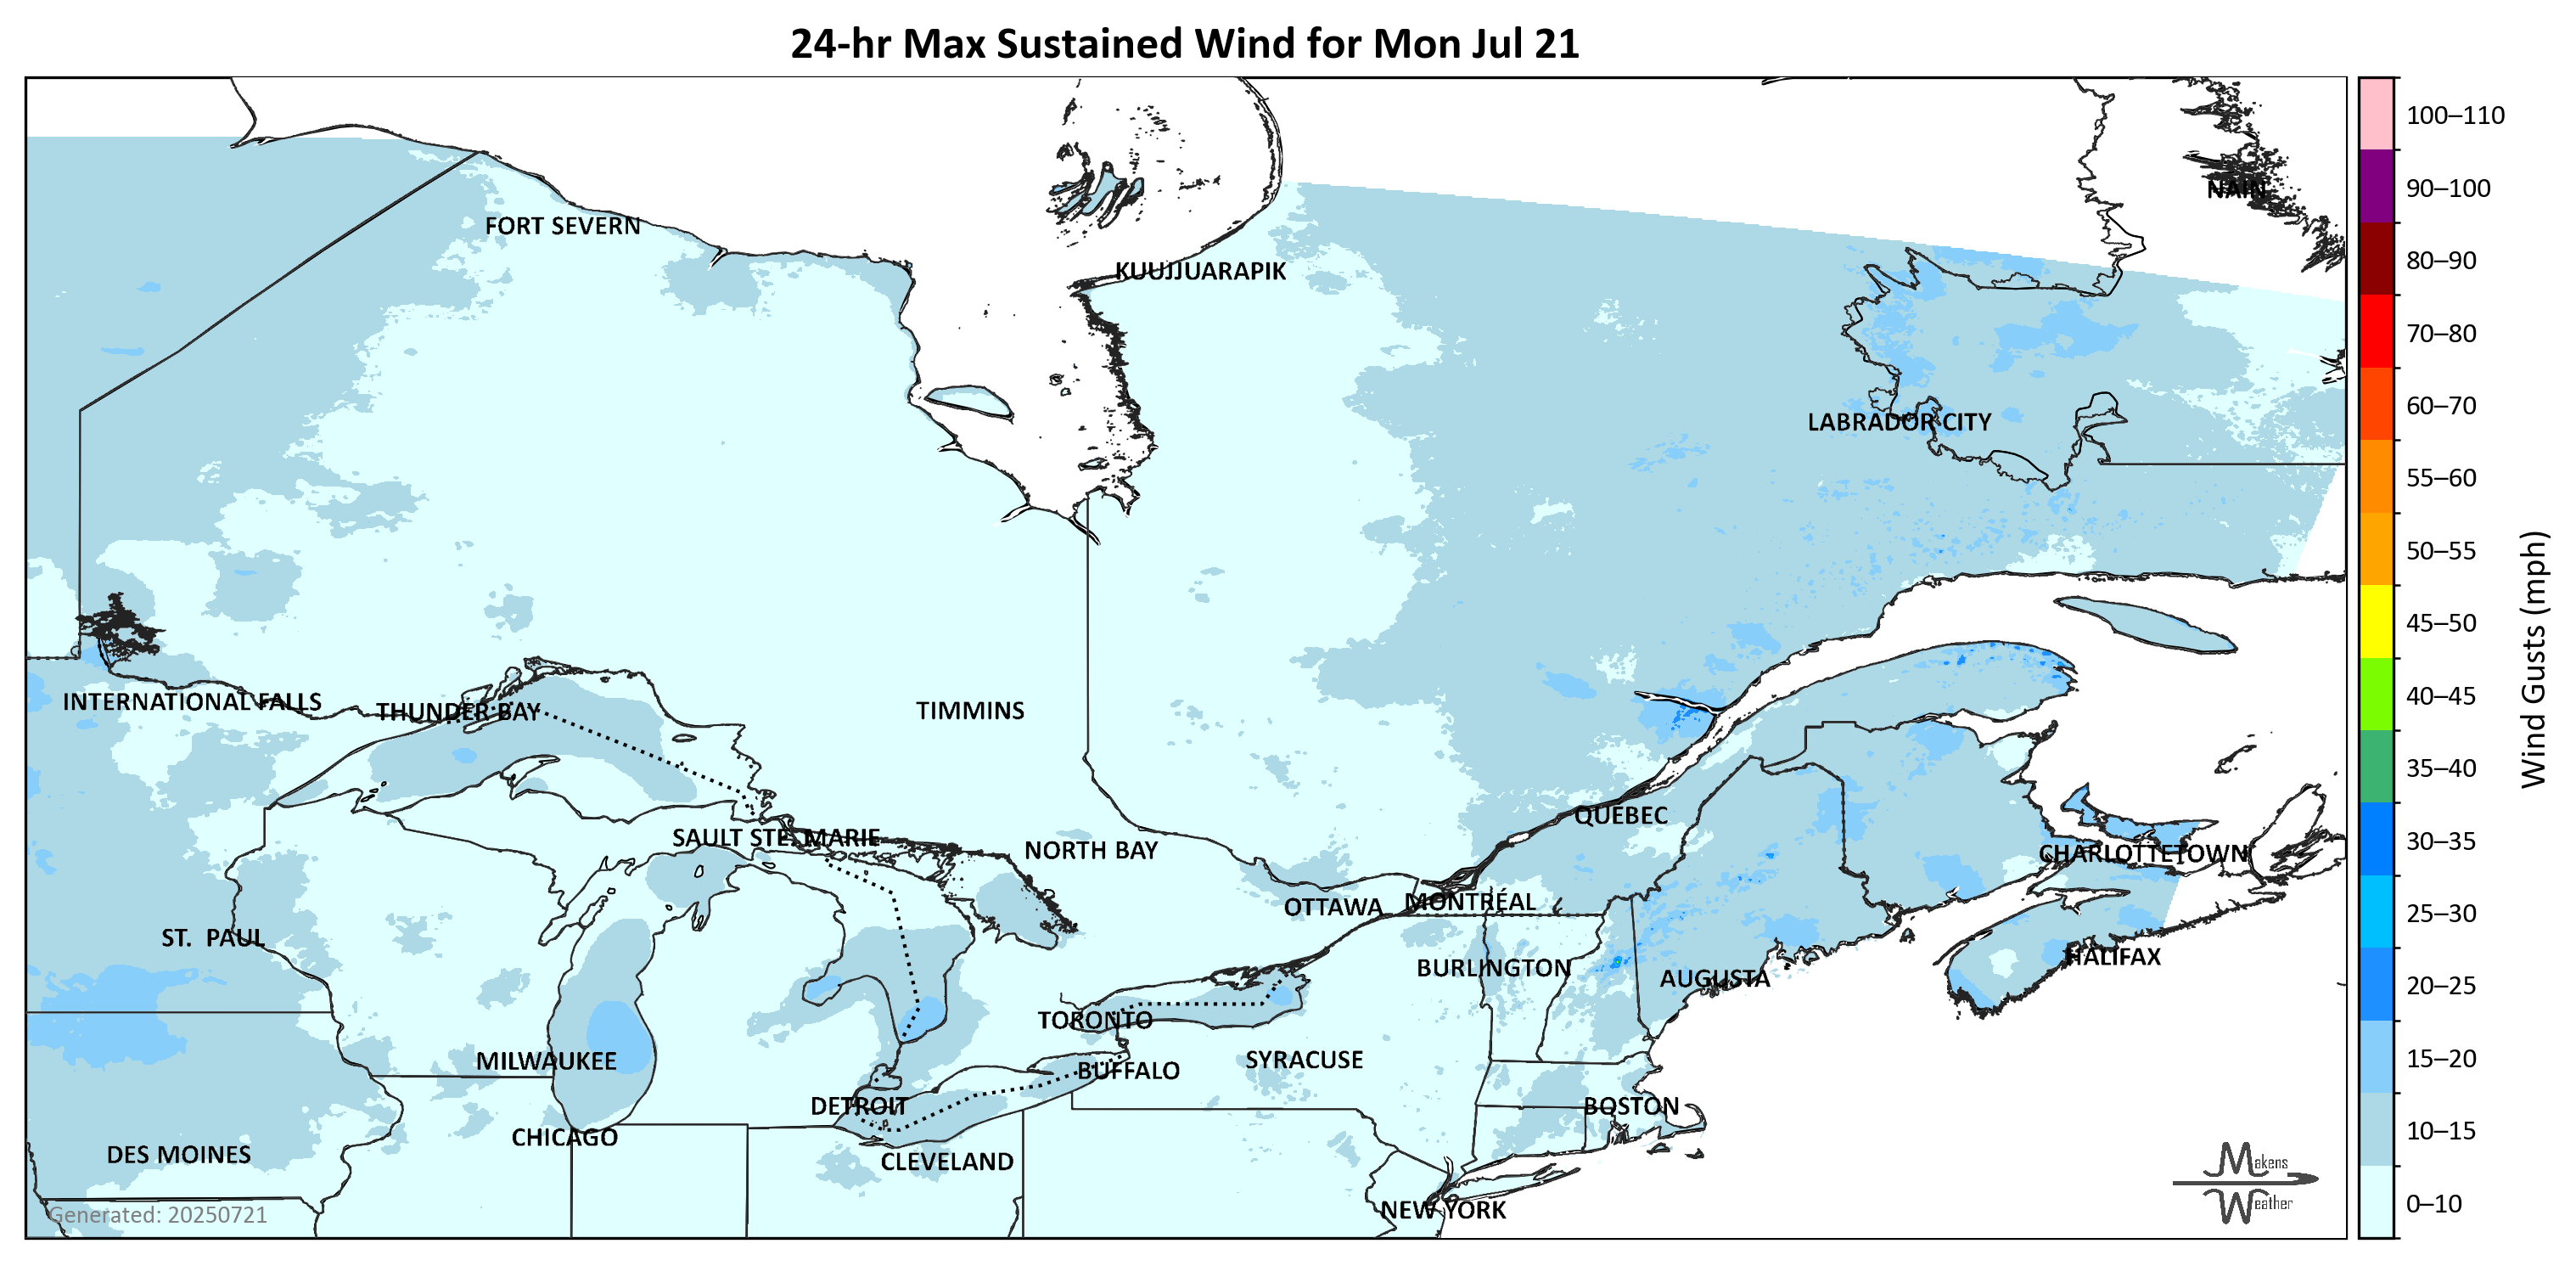 24-hr Max Sustained Wind for Mon Jul 21
100–110
90–100
NAIN
FORT SEVERN
80–90
KUUJJUARAPIK
70–80
60–70
LABRADOR CITY
55–60
50–55
45–50
40–45
INTERNATIONAL FALLS
THUNDER BAY
TIMMINS
35–40
Wind Gusts (mph)
QUÉBEC
30–35
SAULT STE. MARIE
NORTH BAY
CHARLOTTETOWN
OTTAWA
MONTRÉAL
25–30
ST. PAUL
HALIFAX
BURLINGTON
AUGUSTA
20–25
TORONTO
MILWAUKEE
SYRACUSE
15–20
BUFFALO
DETROIT
BOSTON
CHICAGO
10–15
DES MOINES
CLEVELAND
Makens
Weather
NEW YORK
0–10
Generated: 20250721